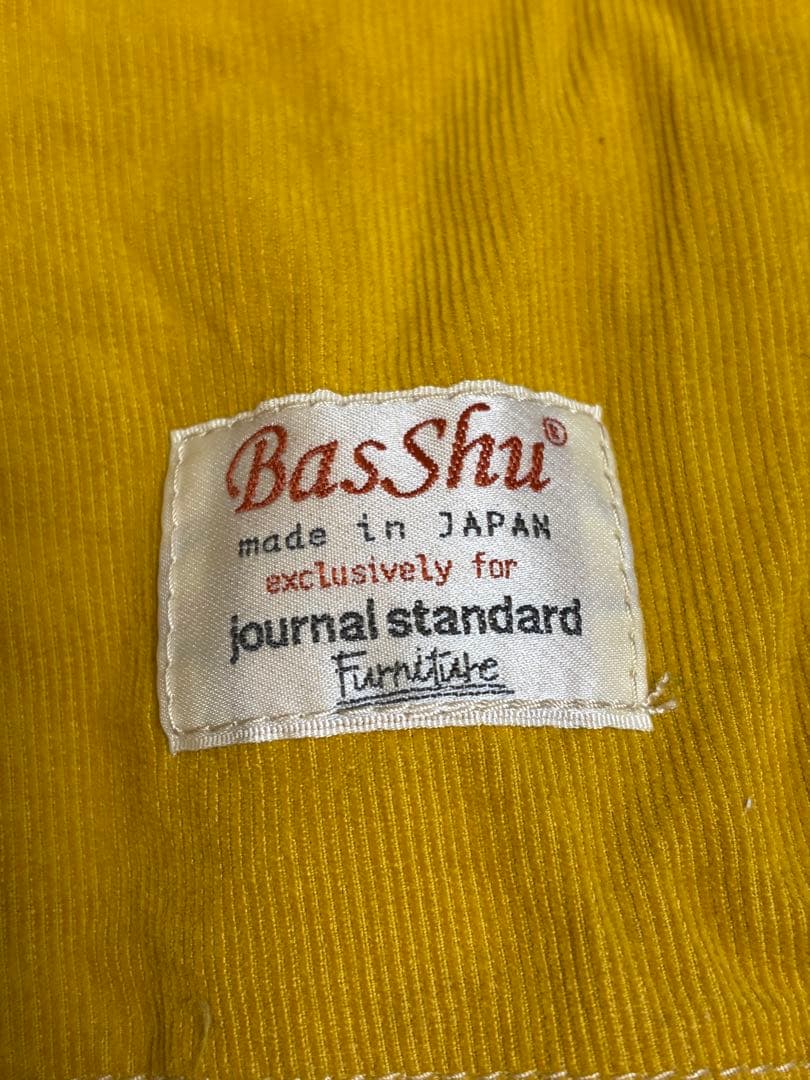 BasShu®
made in JAPAN
exclusively for
journal standard
Furniture